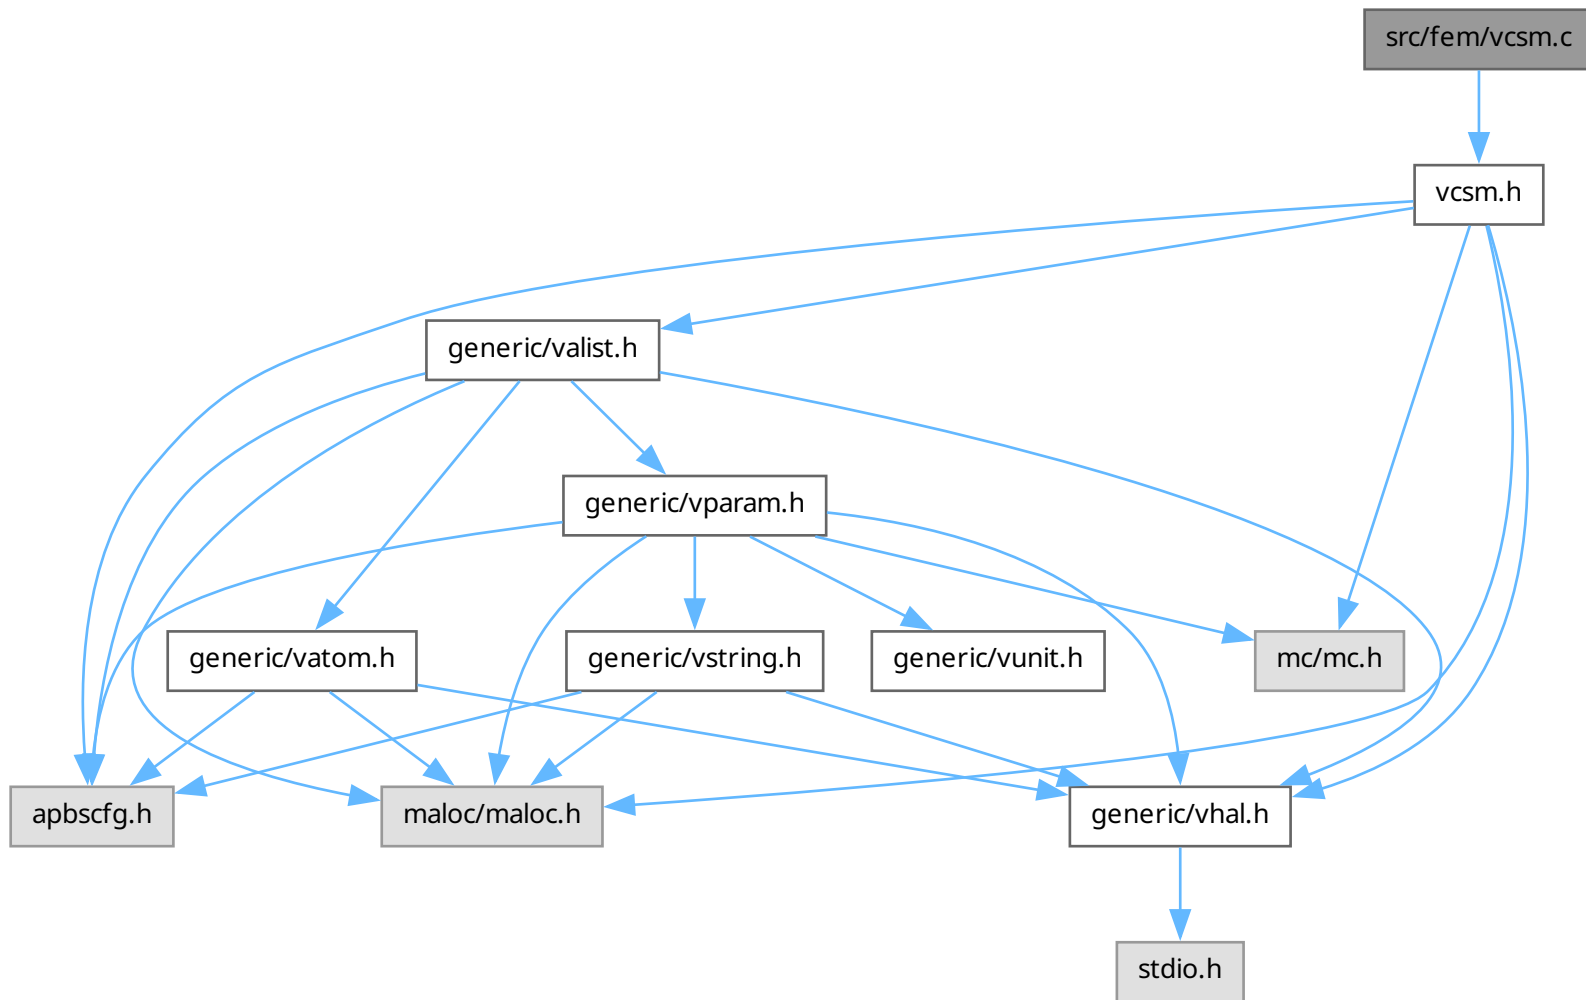 src/fem/vcsm.c
vcsm.h
generic/valist.h
generic/vparam.h
generic/vatom.h
generic/vstring.h
generic/vunit.h
mc/mc.h
apbscfg.h
maloc/maloc.h
generic/vhal.h
stdio.h